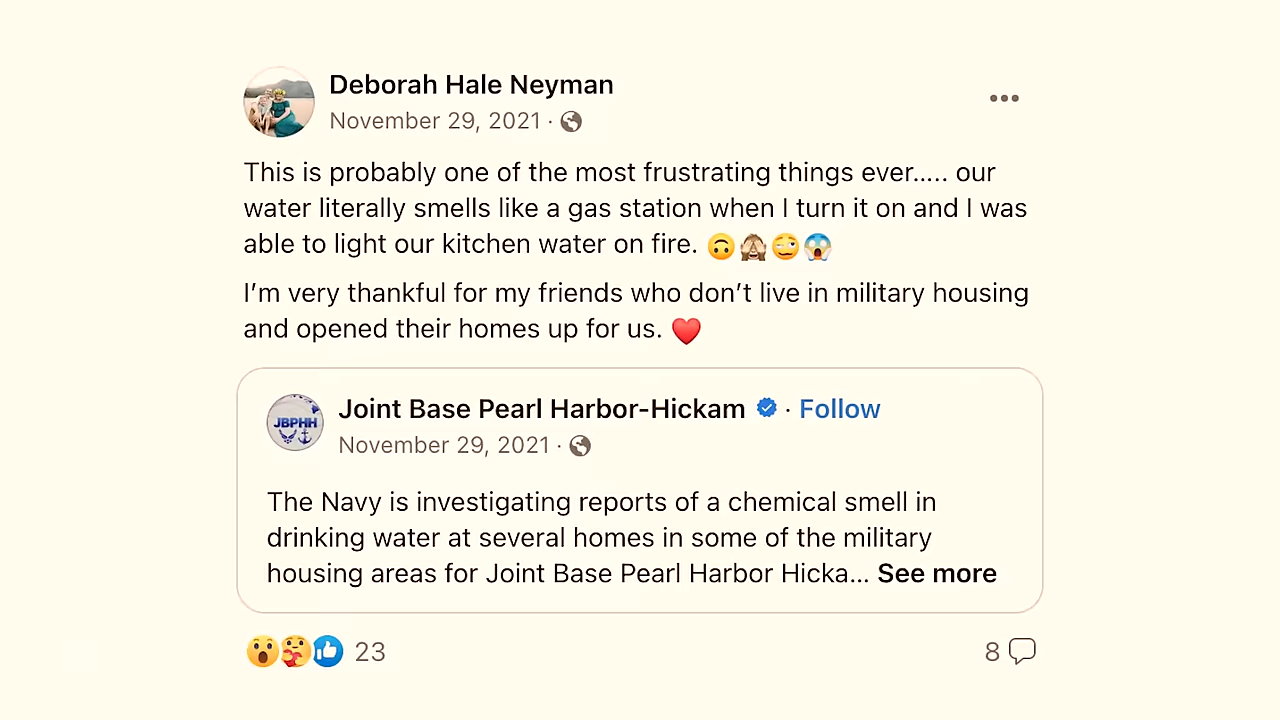 Deborah Hale Neyman
November 29, 2021 ·
This is probably one of the most frustrating things ever..... our
water literally smells like a gas station when I turn it on and I was
able to light our kitchen water on fire. 🙃🙈🥴😱
I’m very thankful for my friends who don’t live in military housing
and opened their homes up for us. ❤️
JBPHH
Joint Base Pearl Harbor-Hickam · Follow
November 29, 2021 ·
The Navy is investigating reports of a chemical smell in
drinking water at several homes in some of the military
housing areas for Joint Base Pearl Harbor Hicka... See more
23
8